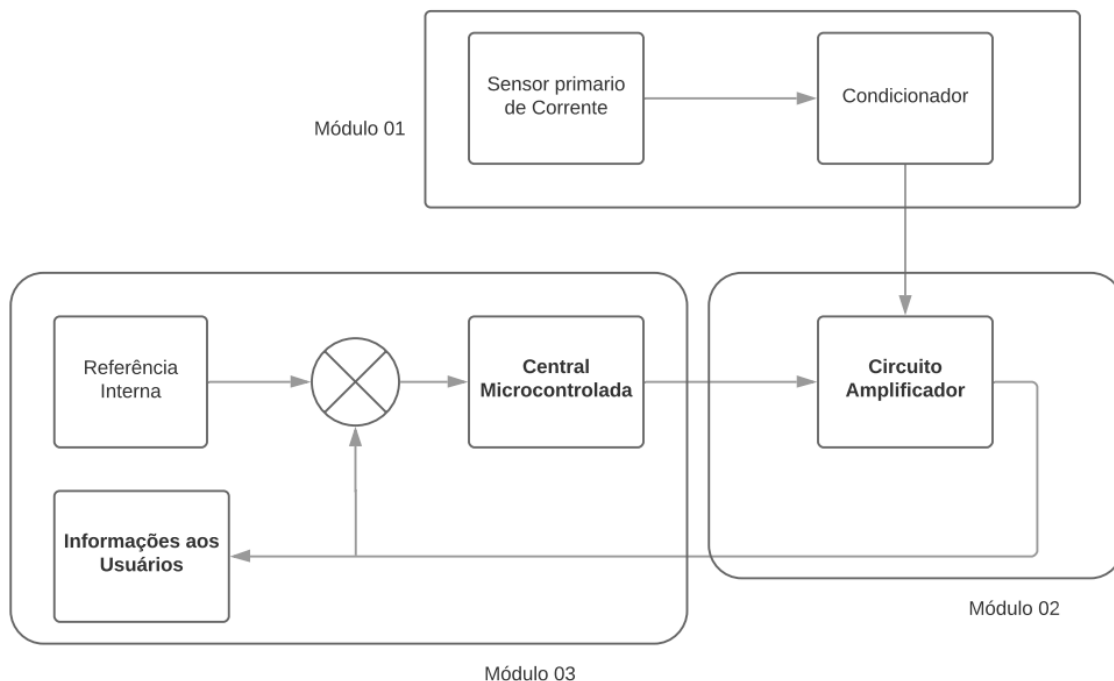 Sensor primario
de Corrente
Condicionador
Módulo 01
Referência
Interna
Central
Microcontrolada
Circuito
Amplificador
Informações aos
Usuários
Módulo 02
Módulo 03